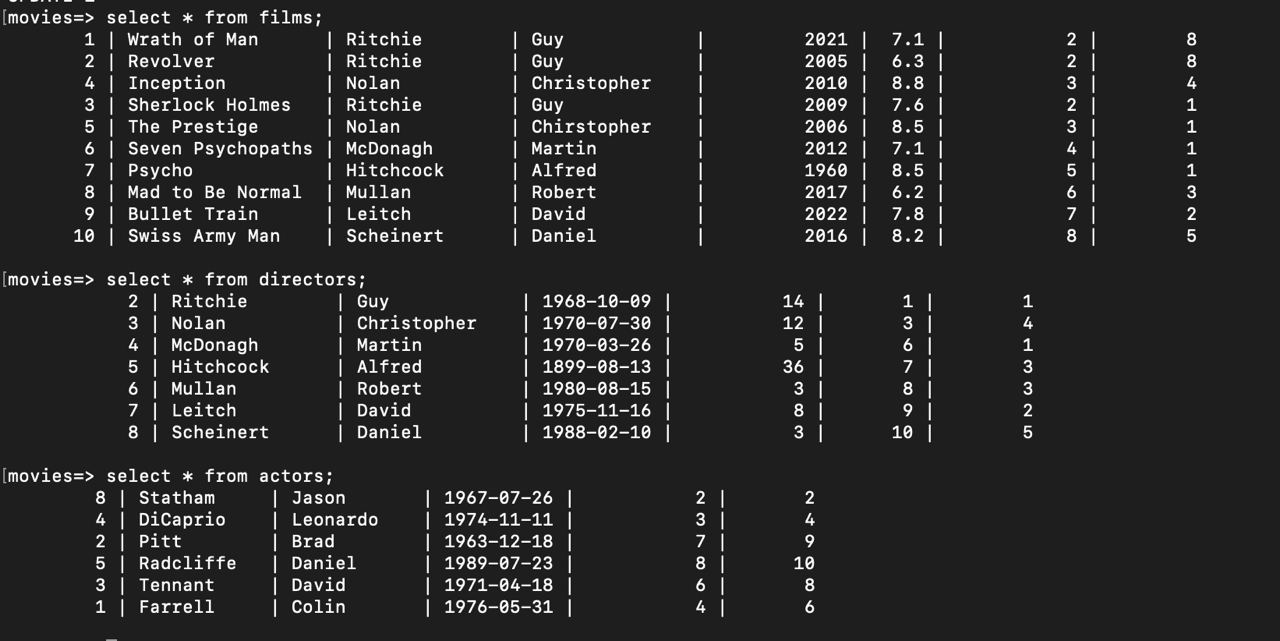 [movies=> select * from films;
1 | Wrath of Man | Ritchie | Guy | 2021 | 7.1 | 2 | 8
2 | Revolver | Ritchie | Guy | 2005 | 6.3 | 2 | 8
4 | Inception | Nolan | Christopher | 2010 | 8.8 | 3 | 4
3 | Sherlock Holmes | Ritchie | Guy | 2009 | 7.6 | 2 | 1
5 | The Prestige | Nolan | Chirstopher | 2006 | 8.5 | 3 | 1
6 | Seven Psychopaths | McDonagh | Martin | 2012 | 7.1 | 4 | 1
7 | Psycho | Hitchcock | Alfred | 1960 | 8.5 | 5 | 1
8 | Mad to Be Normal | Mullan | Robert | 2017 | 6.2 | 6 | 3
9 | Bullet Train | Leitch | David | 2022 | 7.8 | 7 | 2
10 | Swiss Army Man | Scheinert | Daniel | 2016 | 8.2 | 8 | 5
[movies=> select * from directors;
2 | Ritchie | Guy | 1968-10-09 | 14 | 1 | 1
3 | Nolan | Christopher | 1970-07-30 | 12 | 3 | 4
4 | McDonagh | Martin | 1970-03-26 | 5 | 6 | 1
5 | Hitchcock | Alfred | 1899-08-13 | 36 | 7 | 3
6 | Mullan | Robert | 1980-08-15 | 3 | 8 | 3
7 | Leitch | David | 1975-11-16 | 8 | 9 | 2
8 | Scheinert | Daniel | 1988-02-10 | 3 | 10 | 5
[movies=> select * from actors;
8 | Statham | Jason | 1967-07-26 | 2 | 2
4 | DiCaprio | Leonardo | 1974-11-11 | 3 | 4
2 | Pitt | Brad | 1963-12-18 | 7 | 9
5 | Radcliffe | Daniel | 1989-07-23 | 8 | 10
3 | Tennant | David | 1971-04-18 | 6 | 8
1 | Farrell | Colin | 1976-05-31 | 4 | 6